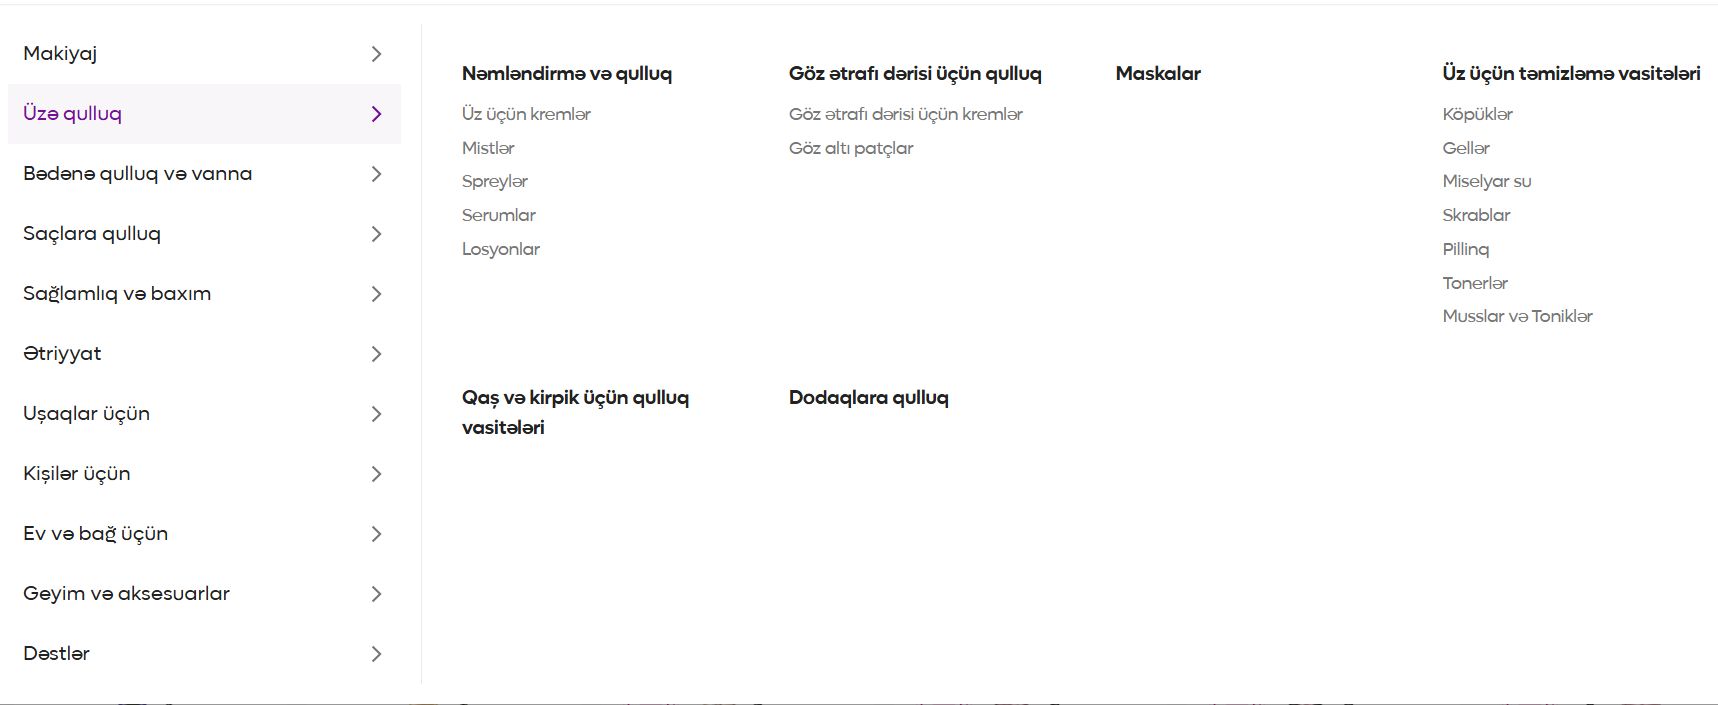 Makiyaj
Üzə qulluq
Bədənə qulluq və vanna
Saçlara qulluq
Sağlamlıq və baxım
Ətriyyat
Uşaqlar üçün
Kişilər üçün
Ev və bağ üçün
Geyim və aksesuarlar
Dəstlər
Nəmləndirmə və qulluq
Üz üçün kremlər
Mistlər
Spreylər
Serumlar
Losyonlar
Göz ətrafı dərisi üçün qulluq
Göz ətrafı dərisi üçün kremlər
Göz altı patçlar
Maskalar
Üz üçün təmizləmə vasitələri
Köpüklər
Gellər
Miselyar su
Skrablar
Pillinq
Tonerlər
Musslar və Toniklər
Qaş və kirpik üçün qulluq
vasitələri
Dodaqlara qulluq